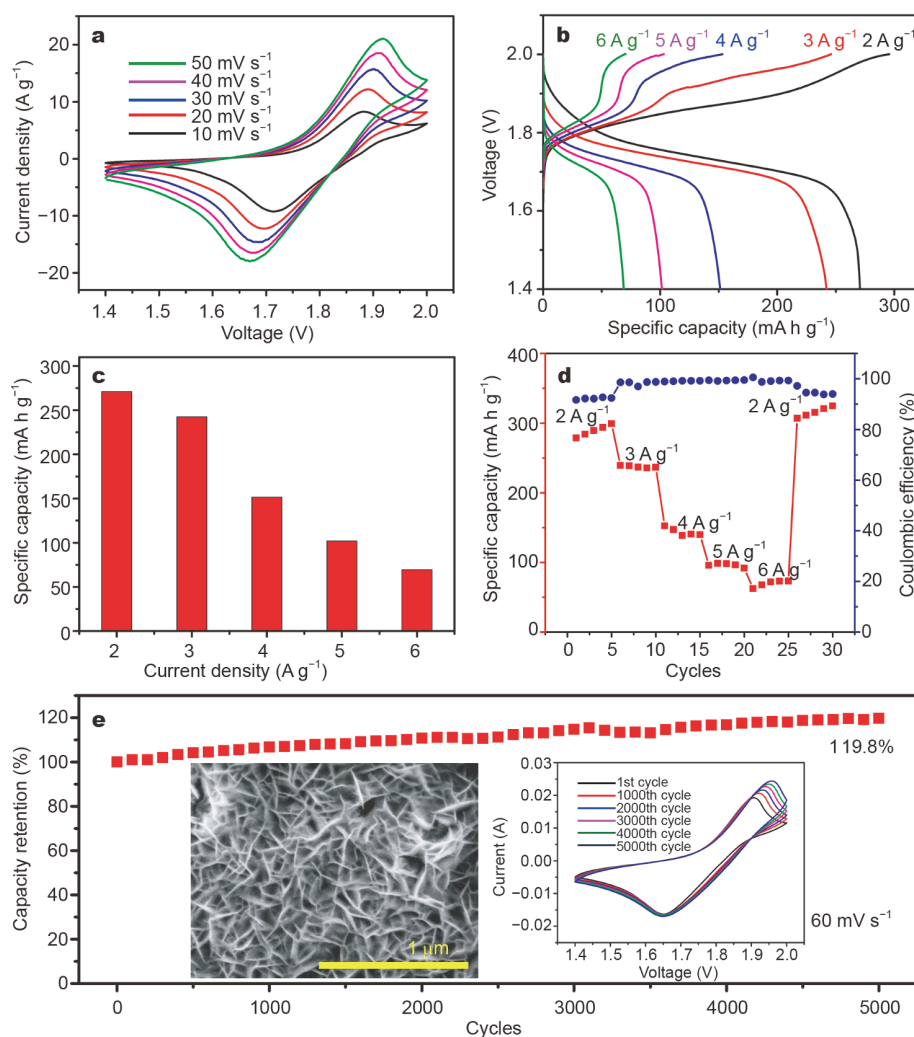 a
50 mV s⁻¹
40 mV s⁻¹
30 mV s⁻¹
20 mV s⁻¹
10 mV s⁻¹
20
10
0
−10
−20
Current density (A g⁻¹)
1.4 1.5 1.6 1.7 1.8 1.9 2.0
Voltage (V)
b
6 A g⁻¹ 5 A g⁻¹ 4 A g⁻¹ 3 A g⁻¹ 2 A g⁻¹
2.0
1.8
1.6
1.4
Voltage (V)
0 100 200 300
Specific capacity (mA h g⁻¹)
c
300
250
200
150
100
50
0
Specific capacity (mA h g⁻¹)
2 3 4 5 6
Current density (A g⁻¹)
d
400
300
200
100
0
Specific capacity (mA h g⁻¹)
2 A g⁻¹
3 A g⁻¹
4 A g⁻¹
5 A g⁻¹
6 A g⁻¹
2 A g⁻¹
100
80
60
40
20
0
Coulombic efficiency (%)
0 5 10 15 20 25 30
Cycles
e
120
100
80
60
40
20
0
Capacity retention (%)
119.8%
1 μm
0.03
0.02
0.01
0.00
−0.01
−0.02
Current (A)
1st cycle
1000th cycle
2000th cycle
3000th cycle
4000th cycle
5000th cycle
1.4 1.5 1.6 1.7 1.8 1.9 2.0
Voltage (V)
60 mV s⁻¹
0 1000 2000 3000 4000 5000
Cycles